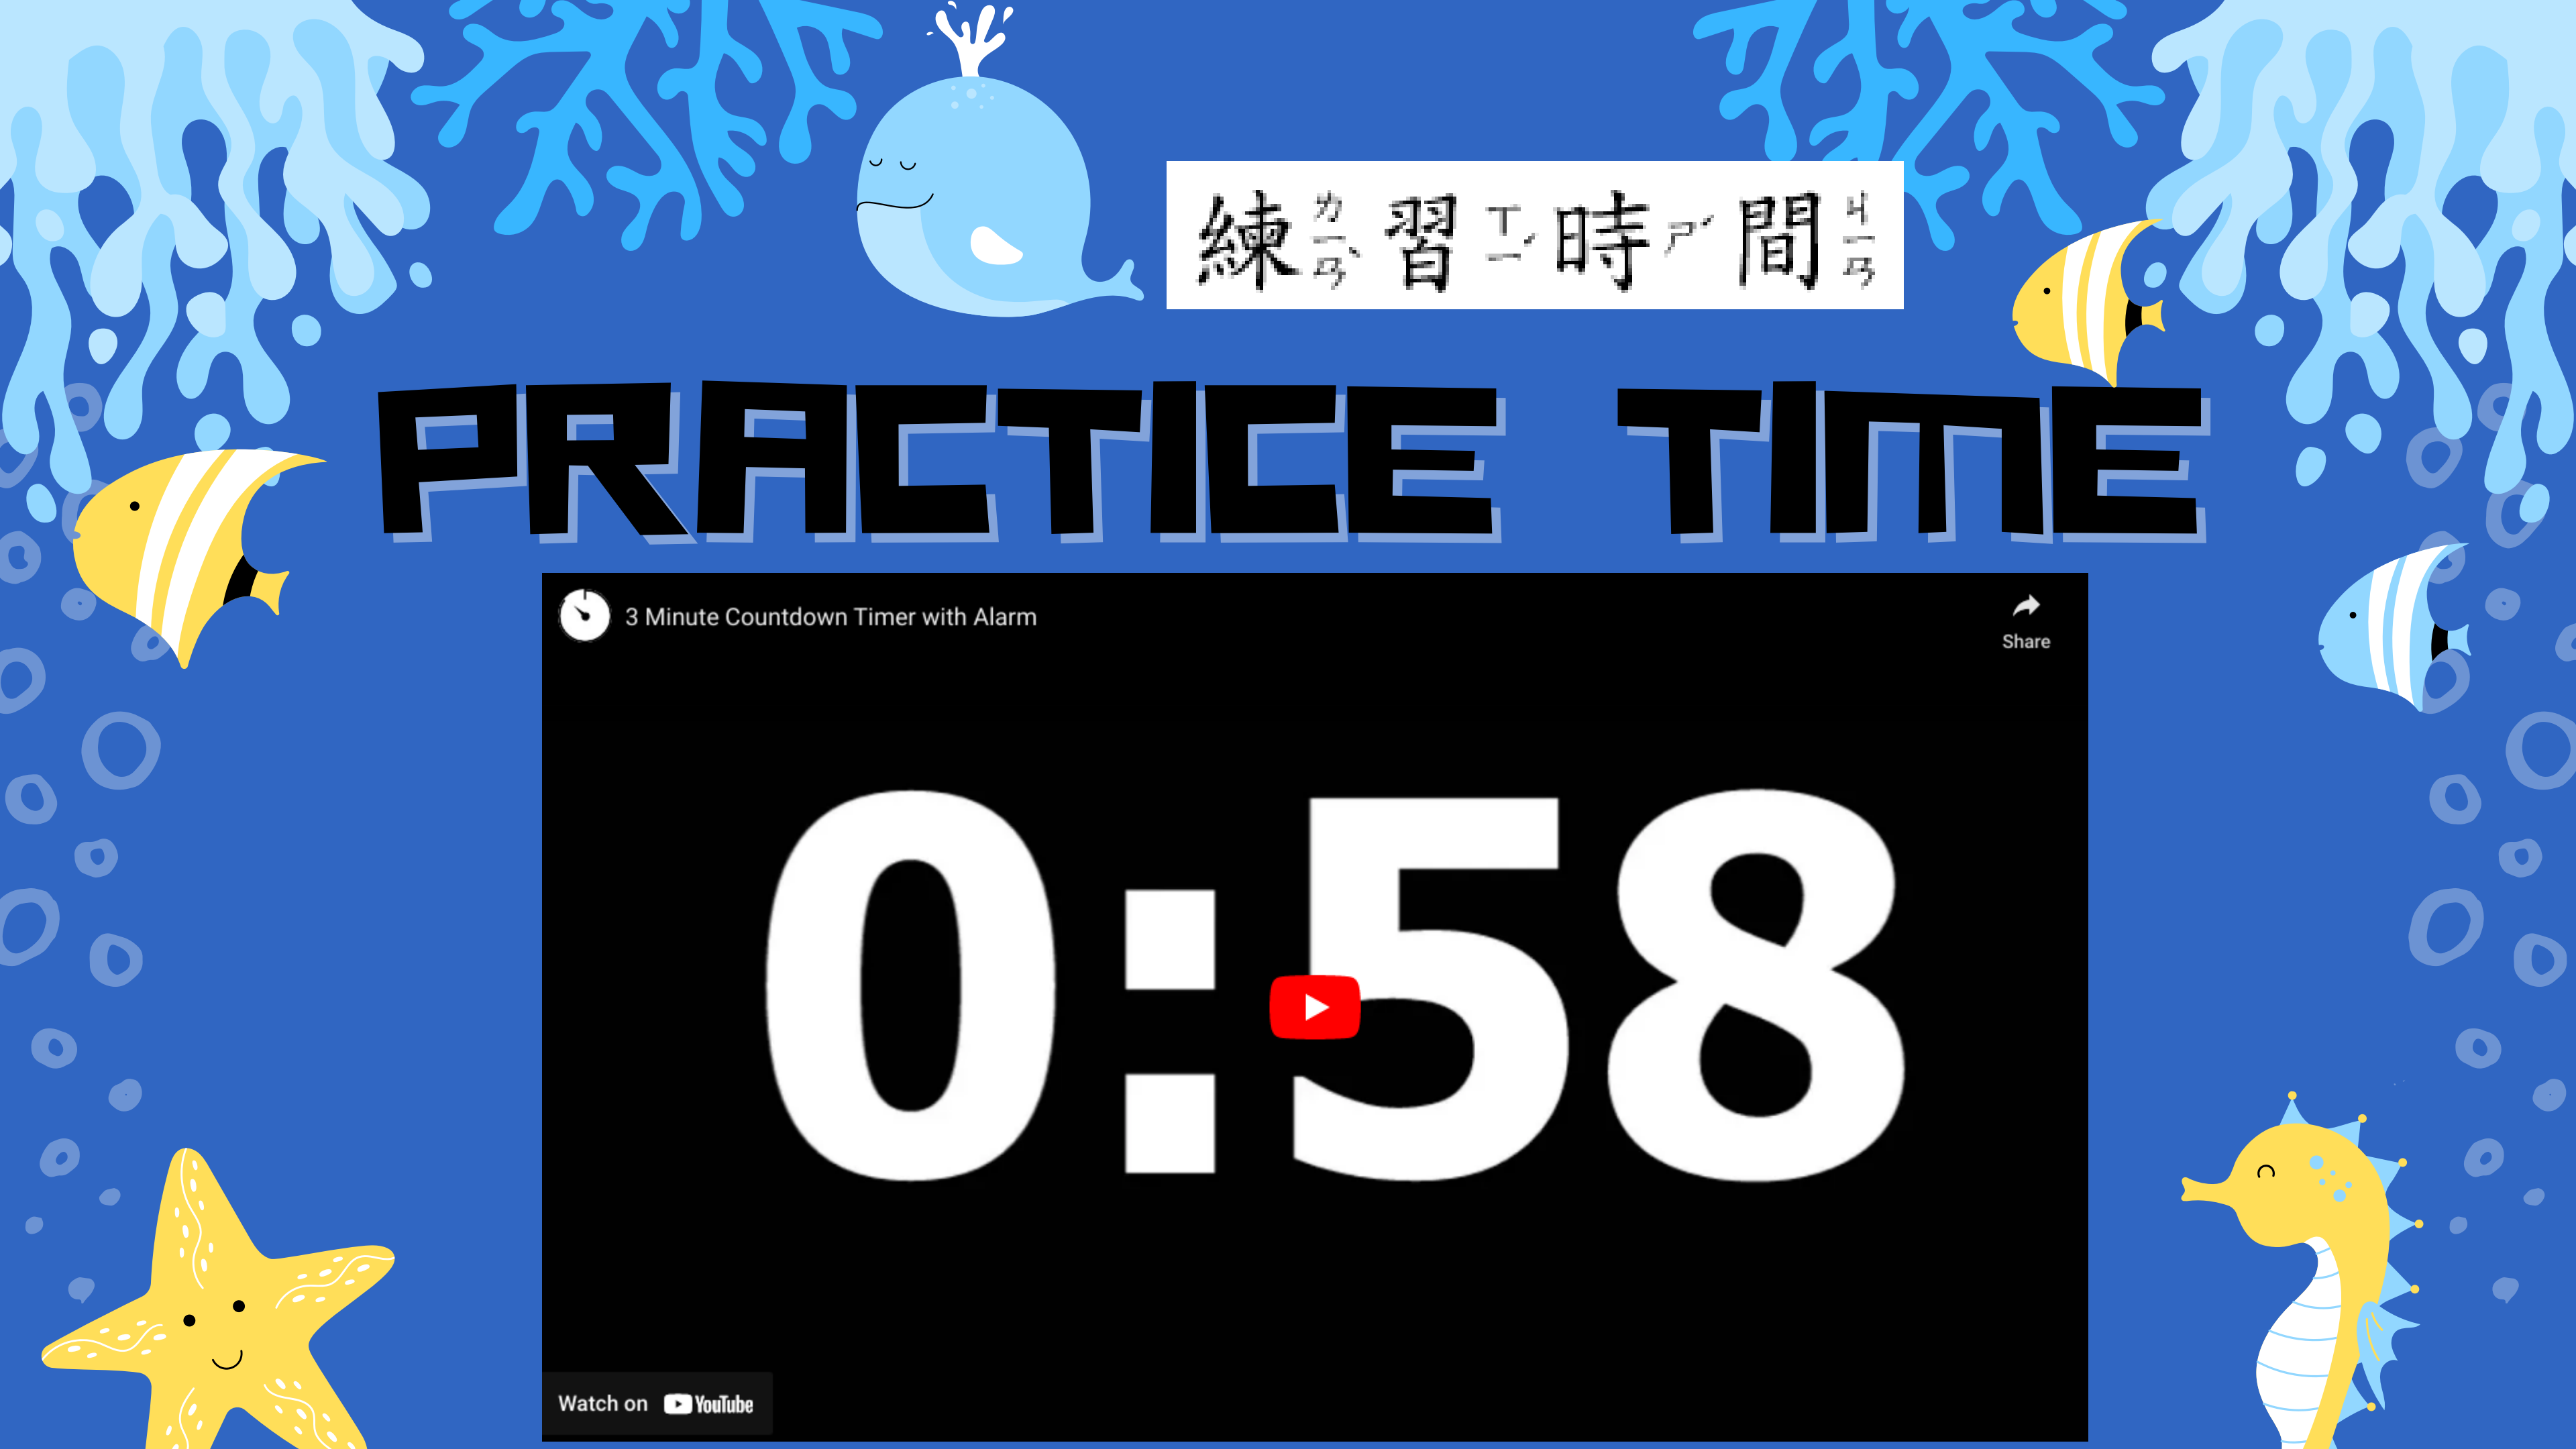 練ㄌㄧㄢˋ習ㄒㄧˊ時ㄕˊ間ㄐㄧㄢ
PRACTICE TIME
3 Minute Countdown Timer with Alarm
Share
0:58
Watch on YouTube